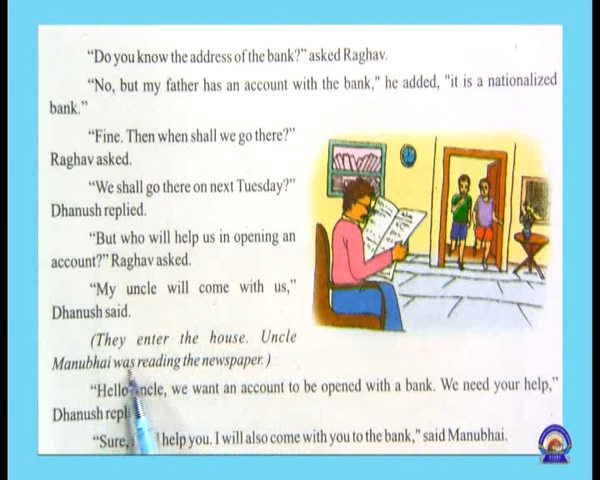 “Do you know the address of the bank?” asked Raghav.
“No, but my father has an account with the bank," he added, "it is a nationalized
bank.”
“Fine. Then when shall we go there?”
Raghav asked.
“We shall go there on next Tuesday?”
Dhanush replied.
“But who will help us in opening an
account?” Raghav asked.
“My uncle will come with us,”
Dhanush said.
(They enter the house. Uncle
Manubhai was reading the newspaper. )
“Hello uncle, we want an account to be opened with a bank. We need your help,”
Dhanush repl
“Sure, help you. I will also come with you to the bank," said Manubhai.